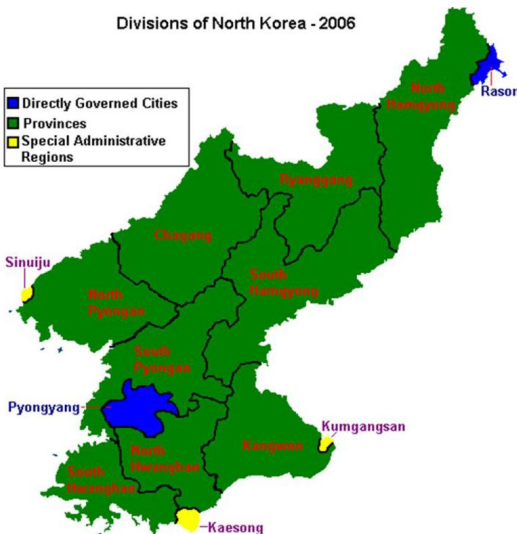 Divisions of North Korea - 2006
Directly Governed Cities
Provinces
Special Administrative
Regions
North
Hamgyong
Rason
Ryanggang
Chagang
Sinuiju
South
Hamgyong
North
Pyongan
South
Pyongan
Pyongyang
Kumgangsan
North
Hwanghae
Kangwon
South
Hwanghae
Kaesong